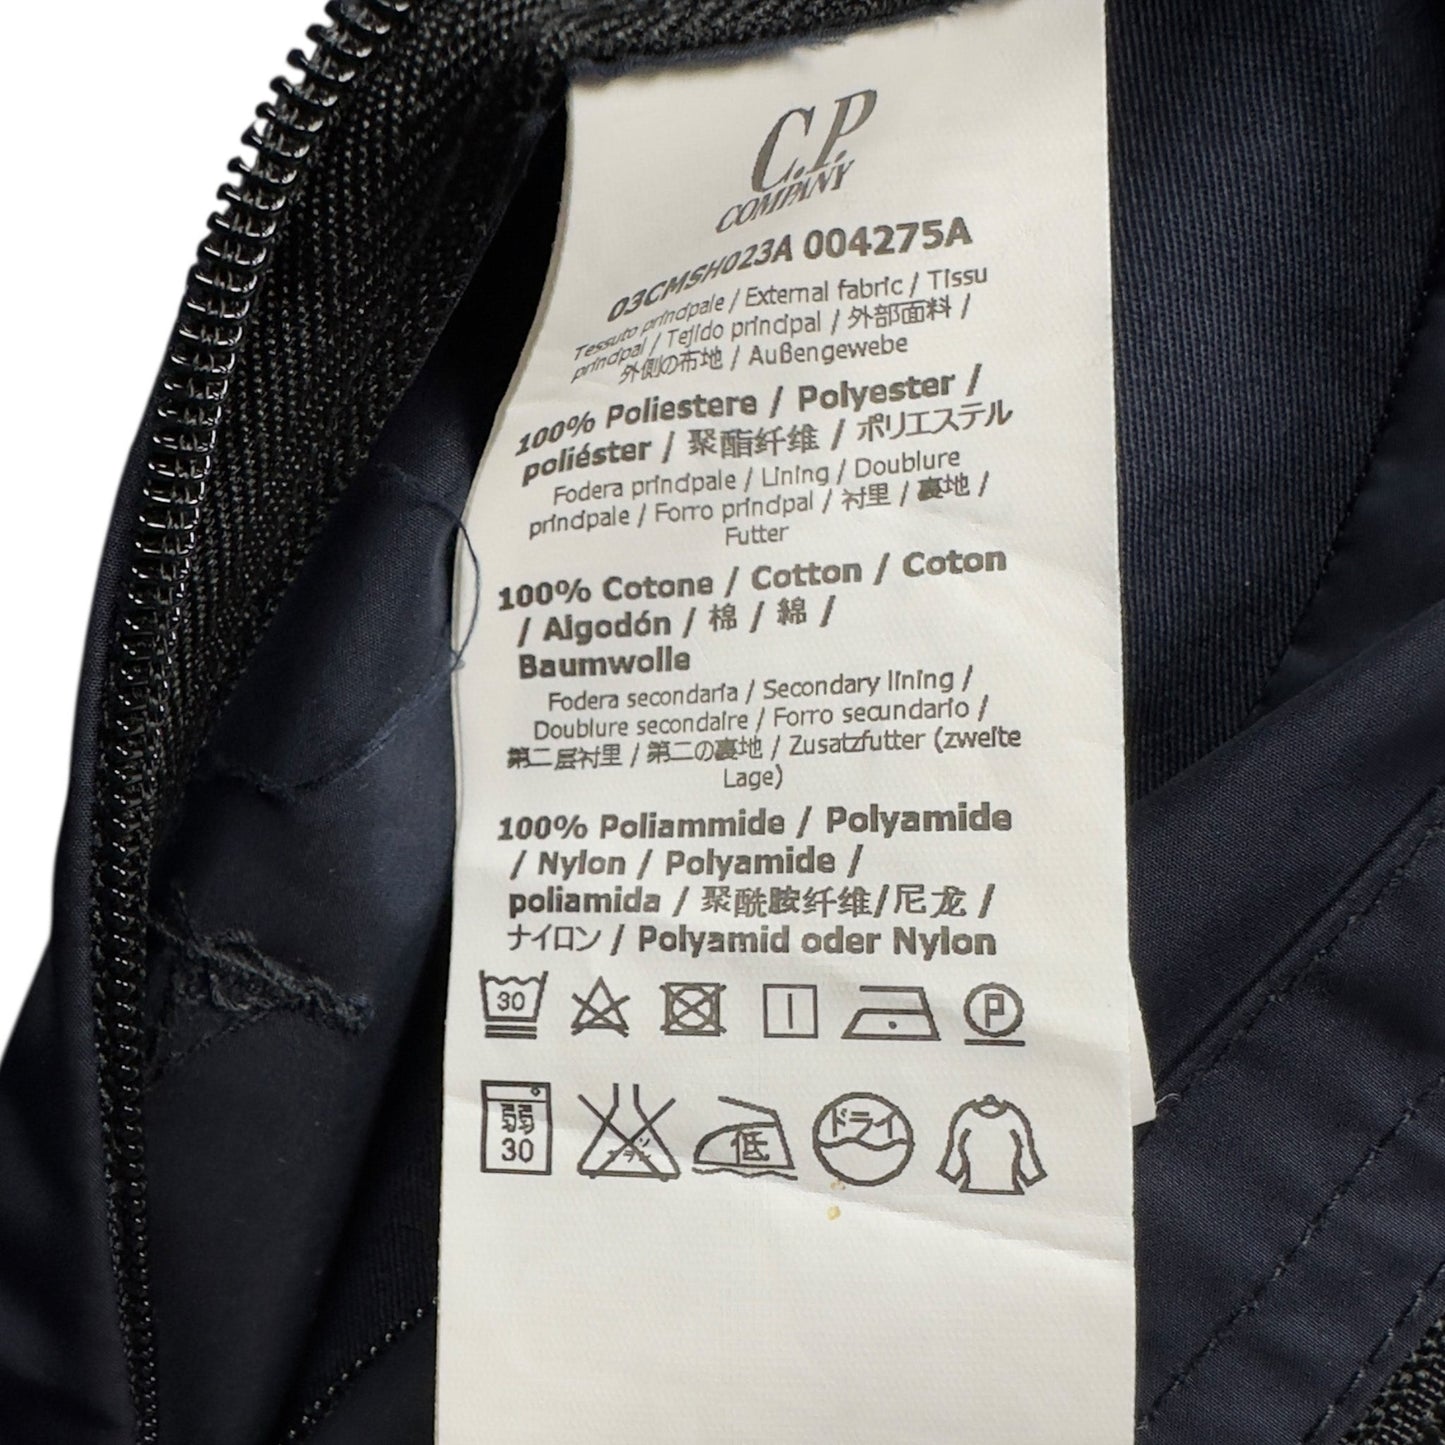 C.P.
COMPANY
03CMSH023A 004275A
Tessuto principale / External fabric / Tissu
principal / Tejido principal / 外部面料 /
外側の布地 / Außengewebe
100% Poliestere / Polyester /
poliéster / 聚酯纤维 / ポリエステル
Fodera principale / Lining / Doublure
principale / Forro principal / 衬里 / 裏地 /
Futter
100% Cotone / Cotton / Coton
/ Algodón / 棉 / 綿 /
Baumwolle
Fodera secondaria / Secondary lining /
Doublure secondaire / Forro secundario /
第二层衬里 / 第二の裏地 / Zusatzfutter (zweite
Lage)
100% Poliammide / Polyamide
/ Nylon / Polyamide /
poliamida / 聚酰胺纤维/尼龙 /
ナイロン / Polyamid oder Nylon
30 P
弱 低 ドライ
30